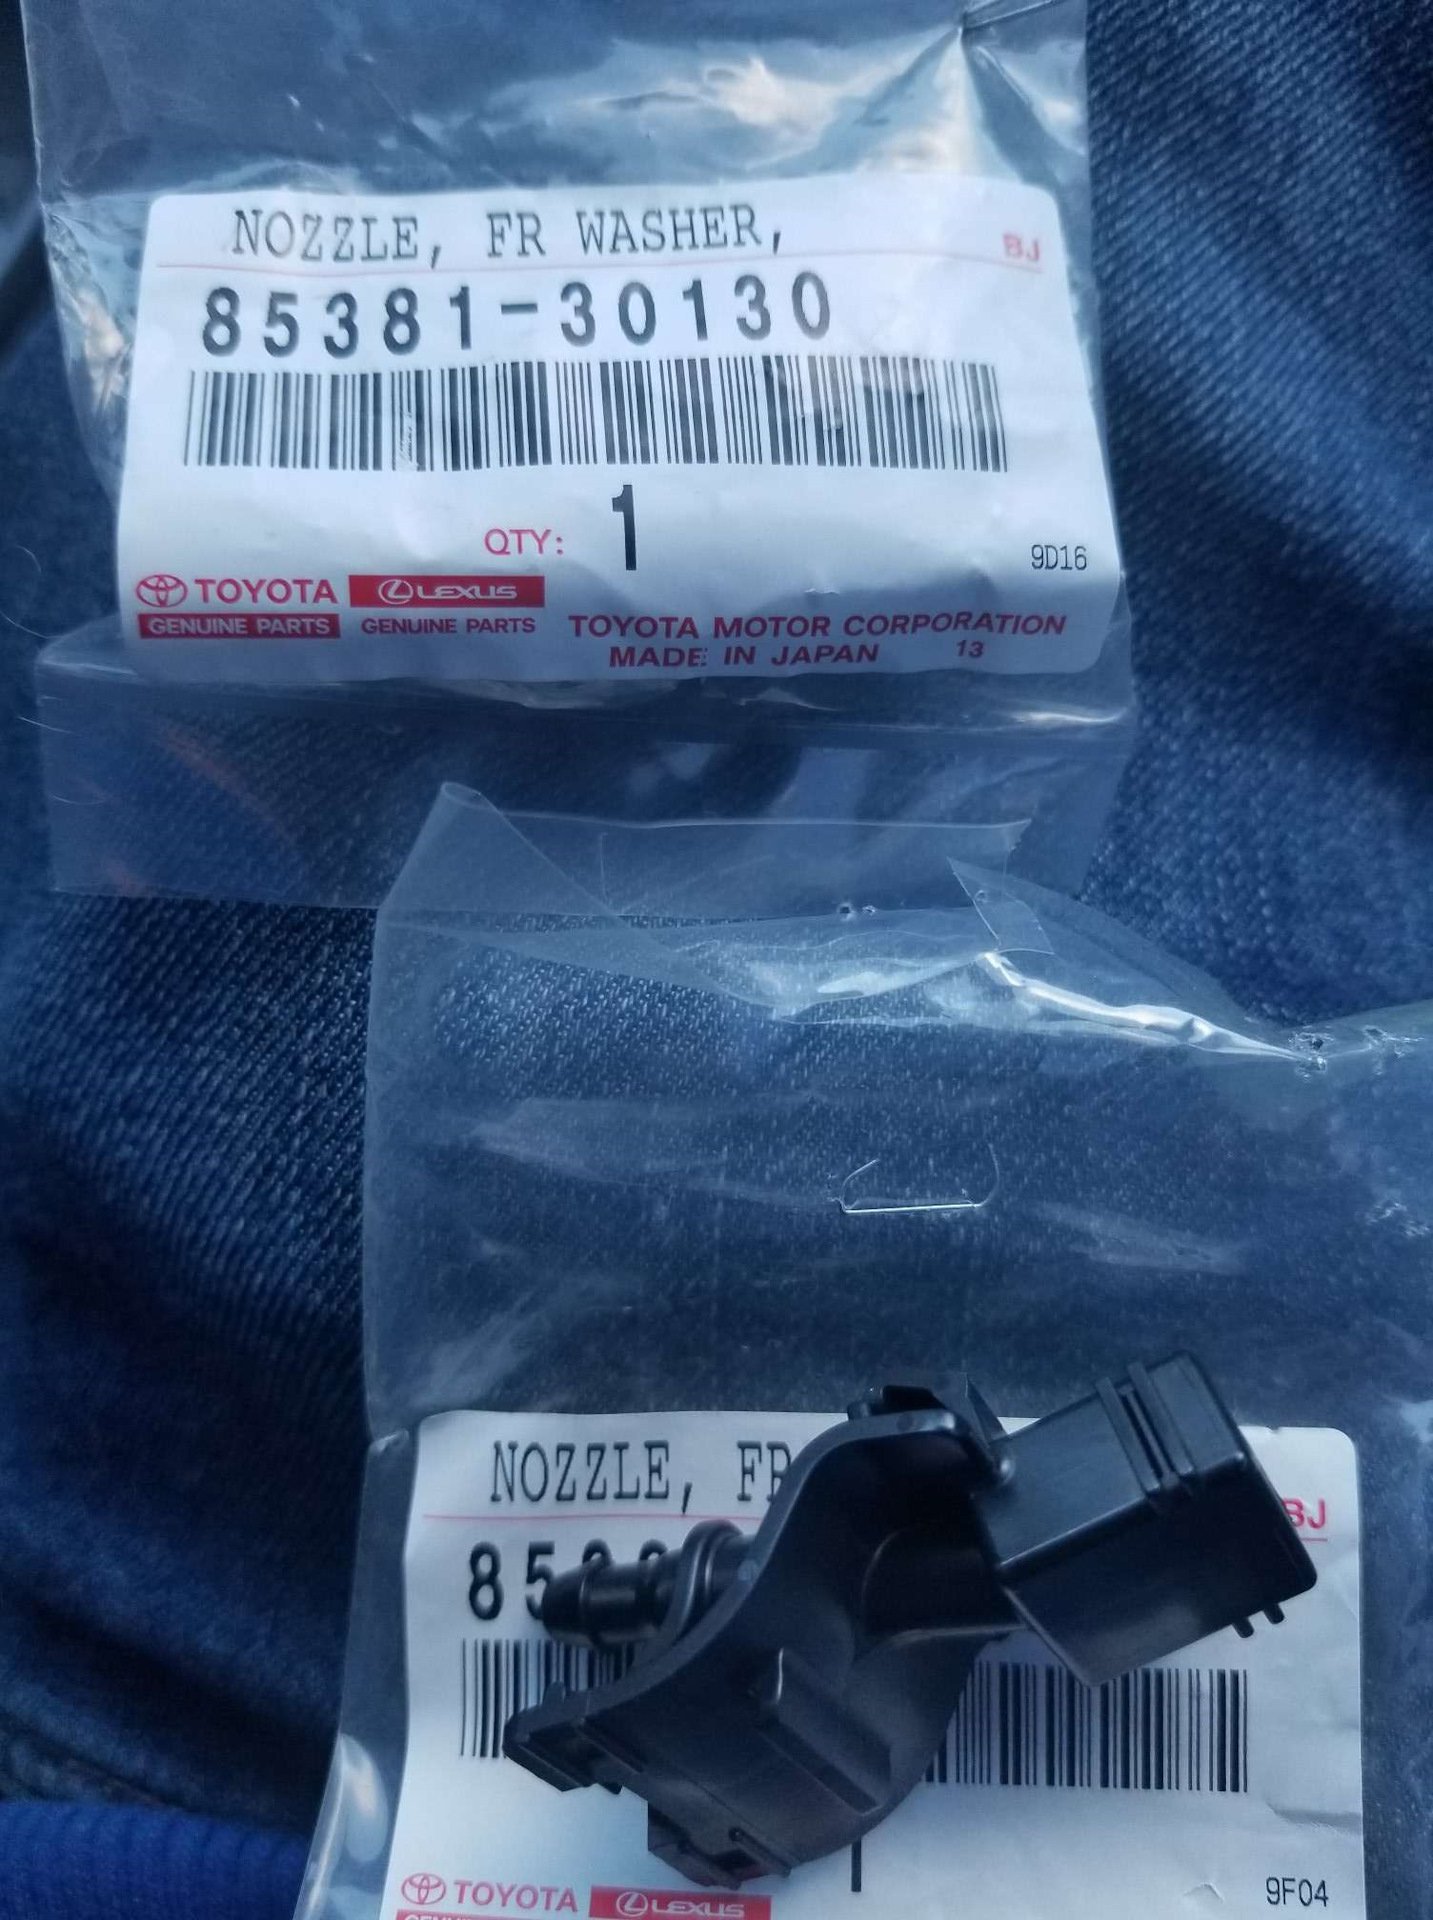 NOZZLE, FR WASHER,
BJ
85381-30130
QTY: 1
9D16
TOYOTA LEXUS
GENUINE PARTS GENUINE PARTS TOYOTA MOTOR CORPORATION
MADE IN JAPAN 13
NOZZLE, FR
BJ
85
9F04
TOYOTA LEXUS